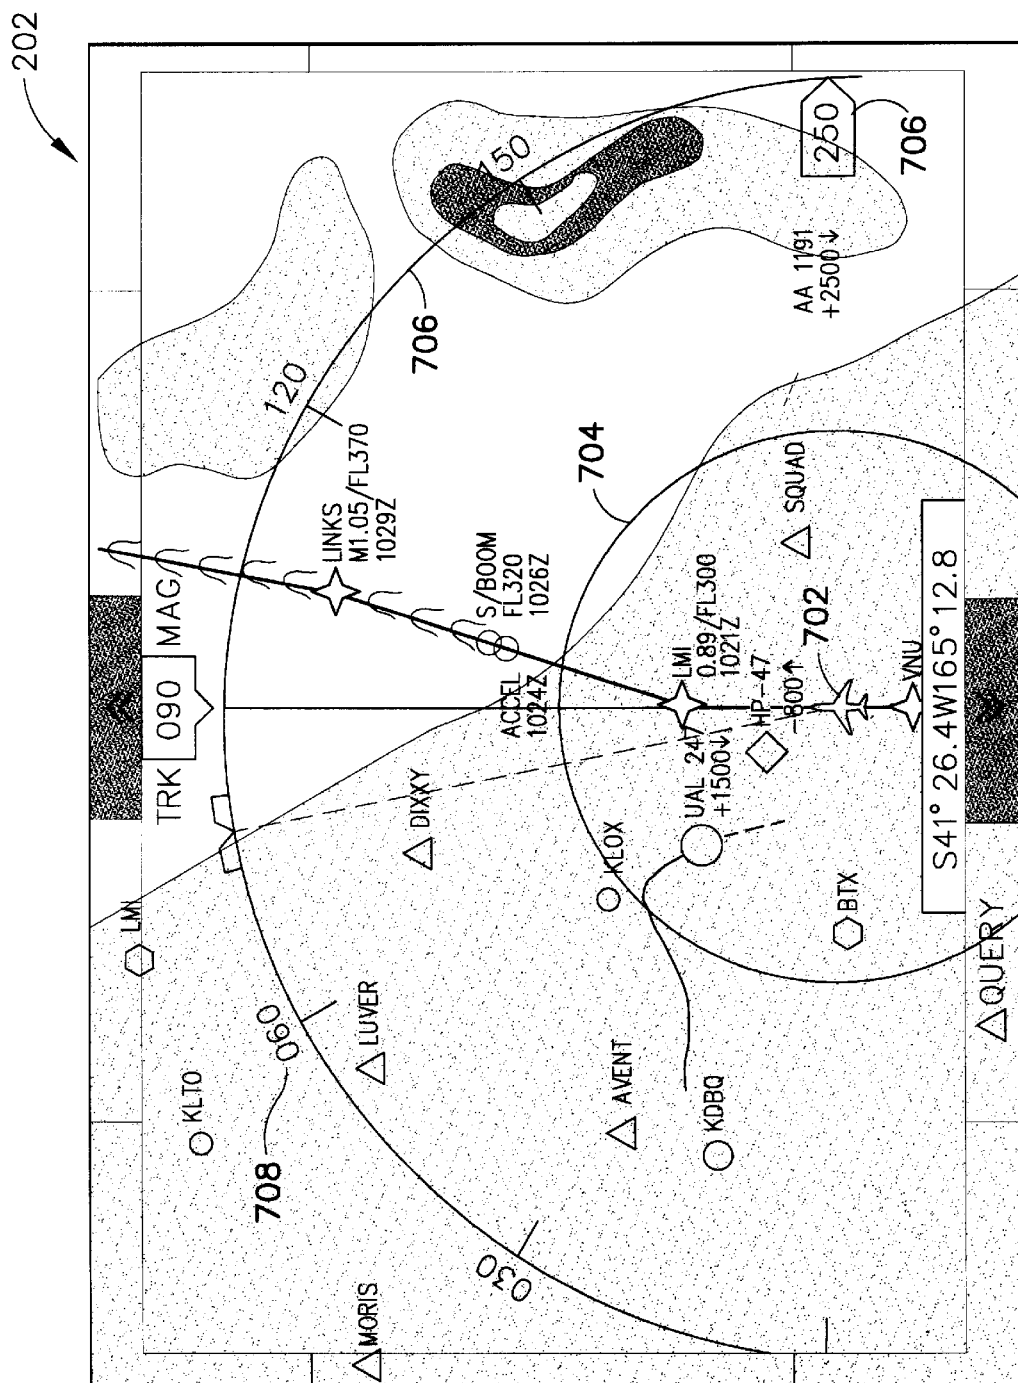 202
LMI
TRK 090 MAG
KLTO
060
708
120
LINKS
M1.05/FL370
1029Z
150
706
LUVER
MORIS
DIXXY
030
ACCEL
1024Z
S/BOOM
FL320
1026Z
704
KLOX
AVENT
KDBQ
LMI
0.89/FL300
1021Z
UAL 247
+1500↓
HP-47
-800↑
SQUAD
AA 1191
+2500↓
250
706
702
BTX
VNU
S41° 26.4W165° 12.8
QUERY